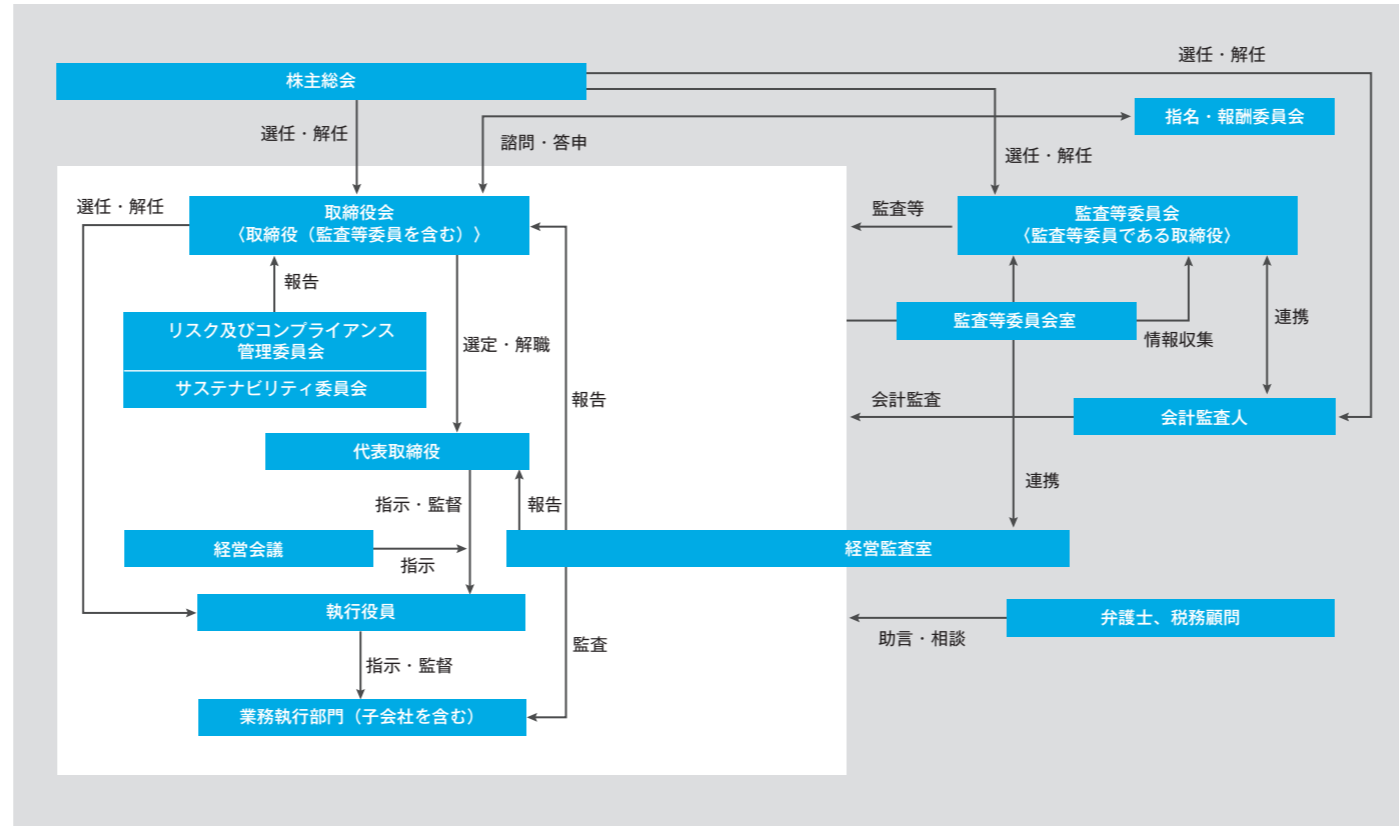 選任・解任
株主総会
指名・報酬委員会
選任・解任
諮問・答申
選任・解任
選任・解任
取締役会
〈取締役（監査等委員を含む）〉
監査等
監査等委員会
〈監査等委員である取締役〉
報告
リスク及びコンプライアンス
管理委員会
サステナビリティ委員会
選定・解職
監査等委員会室
情報収集
連携
報告
会計監査
会計監査人
代表取締役
指示・監督
報告
連携
経営会議
指示
経営監査室
執行役員
助言・相談
弁護士、税務顧問
監査
指示・監督
業務執行部門（子会社を含む）